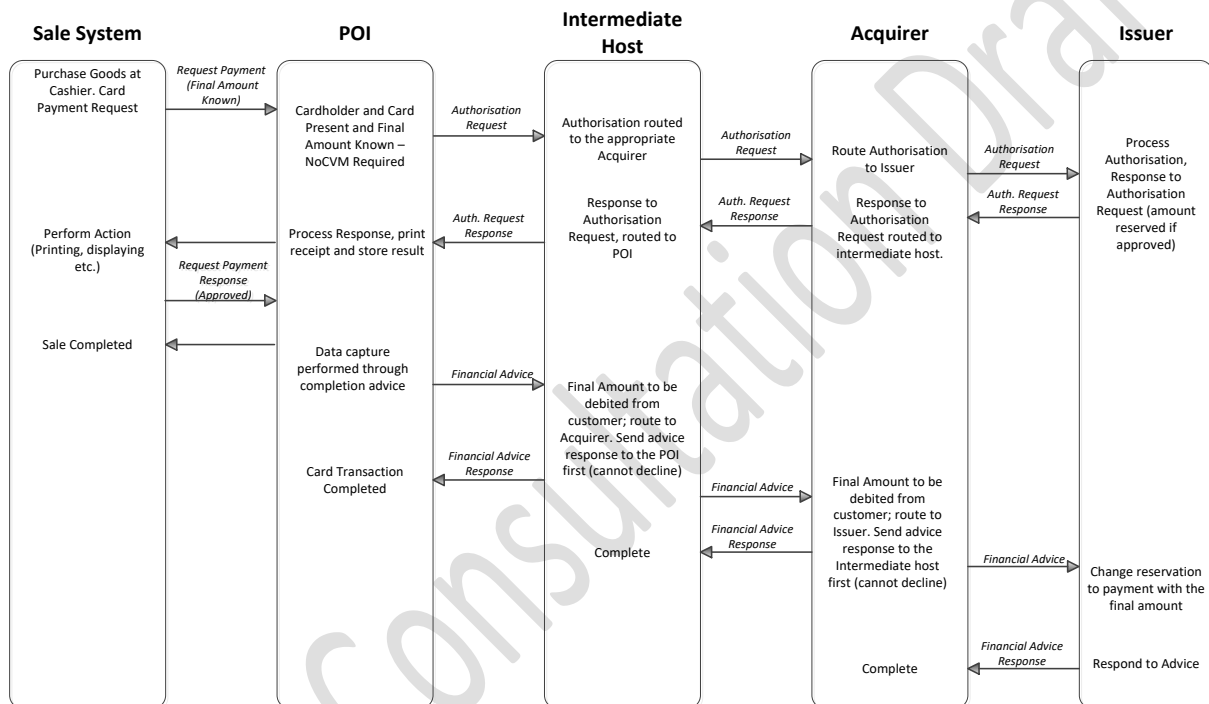 Sale System
POI
Intermediate
Host
Acquirer
Issuer
Purchase Goods at
Cashier. Card
Payment Request
Request Payment
(Final Amount
Known)
Cardholder and Card
Present and Final
Amount Known –
NoCVM Required
Authorisation
Request
Authorisation routed
to the appropriate
Acquirer
Authorisation
Request
Route Authorisation
to Issuer
Authorisation
Request
Process
Authorisation,
Response to
Authorisation
Request (amount
reserved if
approved)
Auth. Request
Response
Response to
Authorisation
Request routed to
intermediate host.
Auth. Request
Response
Response to
Authorisation
Request, routed to
POI
Auth. Request
Response
Process Response, print
receipt and store result
Perform Action
(Printing, displaying
etc.)
Request Payment
Response
(Approved)
Sale Completed
Data capture
performed through
completion advice
Financial Advice
Final Amount to be
debited from
customer; route to
Acquirer. Send advice
response to the POI
first (cannot decline)
Financial Advice
Response
Card Transaction
Completed
Financial Advice
Final Amount to be
debited from
customer; route to
Issuer. Send advice
response to the
Intermediate host
first (cannot decline)
Financial Advice
Response
Complete
Financial Advice
Change reservation
to payment with the
final amount
Financial Advice
Response
Respond to Advice
Complete
Consultation Draf